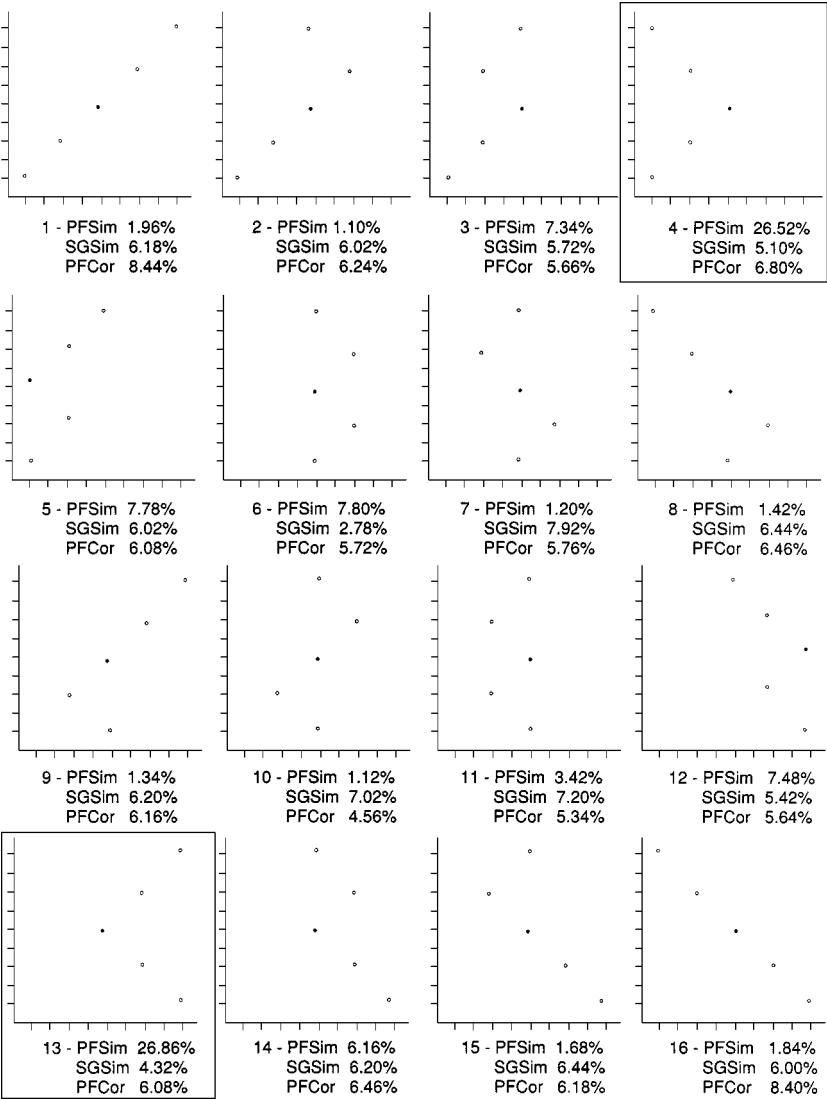 1 - PFSim 1.96%
SGSim 6.18%
PFCor 8.44%
2 - PFSim 1.10%
SGSim 6.02%
PFCor 6.24%
3 - PFSim 7.34%
SGSim 5.72%
PFCor 5.66%
4 - PFSim 26.52%
SGSim 5.10%
PFCor 6.80%
5 - PFSim 7.78%
SGSim 6.02%
PFCor 6.08%
6 - PFSim 7.80%
SGSim 2.78%
PFCor 5.72%
7 - PFSim 1.20%
SGSim 7.92%
PFCor 5.76%
8 - PFSim 1.42%
SGSim 6.44%
PFCor 6.46%
9 - PFSim 1.34%
SGSim 6.20%
PFCor 6.16%
10 - PFSim 1.12%
SGSim 7.02%
PFCor 4.56%
11 - PFSim 3.42%
SGSim 7.20%
PFCor 5.34%
12 - PFSim 7.48%
SGSim 5.42%
PFCor 5.64%
13 - PFSim 26.86%
SGSim 4.32%
PFCor 6.08%
14 - PFSim 6.16%
SGSim 6.20%
PFCor 6.46%
15 - PFSim 1.68%
SGSim 6.44%
PFCor 6.18%
16 - PFSim 1.84%
SGSim 6.00%
PFCor 8.40%